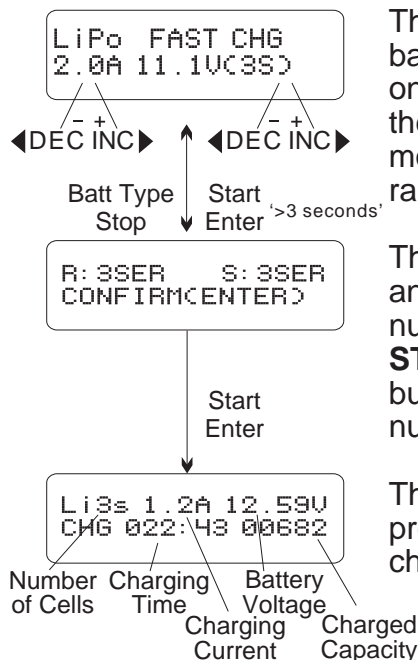 LiPo FAST CHG
2.0A 11.1V(3S)
− +
◀DEC INC▶
− +
◀DEC INC▶
Batt Type
Stop
Start
Enter
'>3 seconds'
R: 3SER S: 3SER
CONFIRM(ENTER)
Start
Enter
Li3s 1.2A 12.59V
CHG 022:43 00682
Number
of Cells
Charging
Time
Charging
Current
Battery
Voltage
Charged
Capacity
Th
ba
on
the
me
ra
Th
an
nu
ST
bu
nu
Th
pr
ch